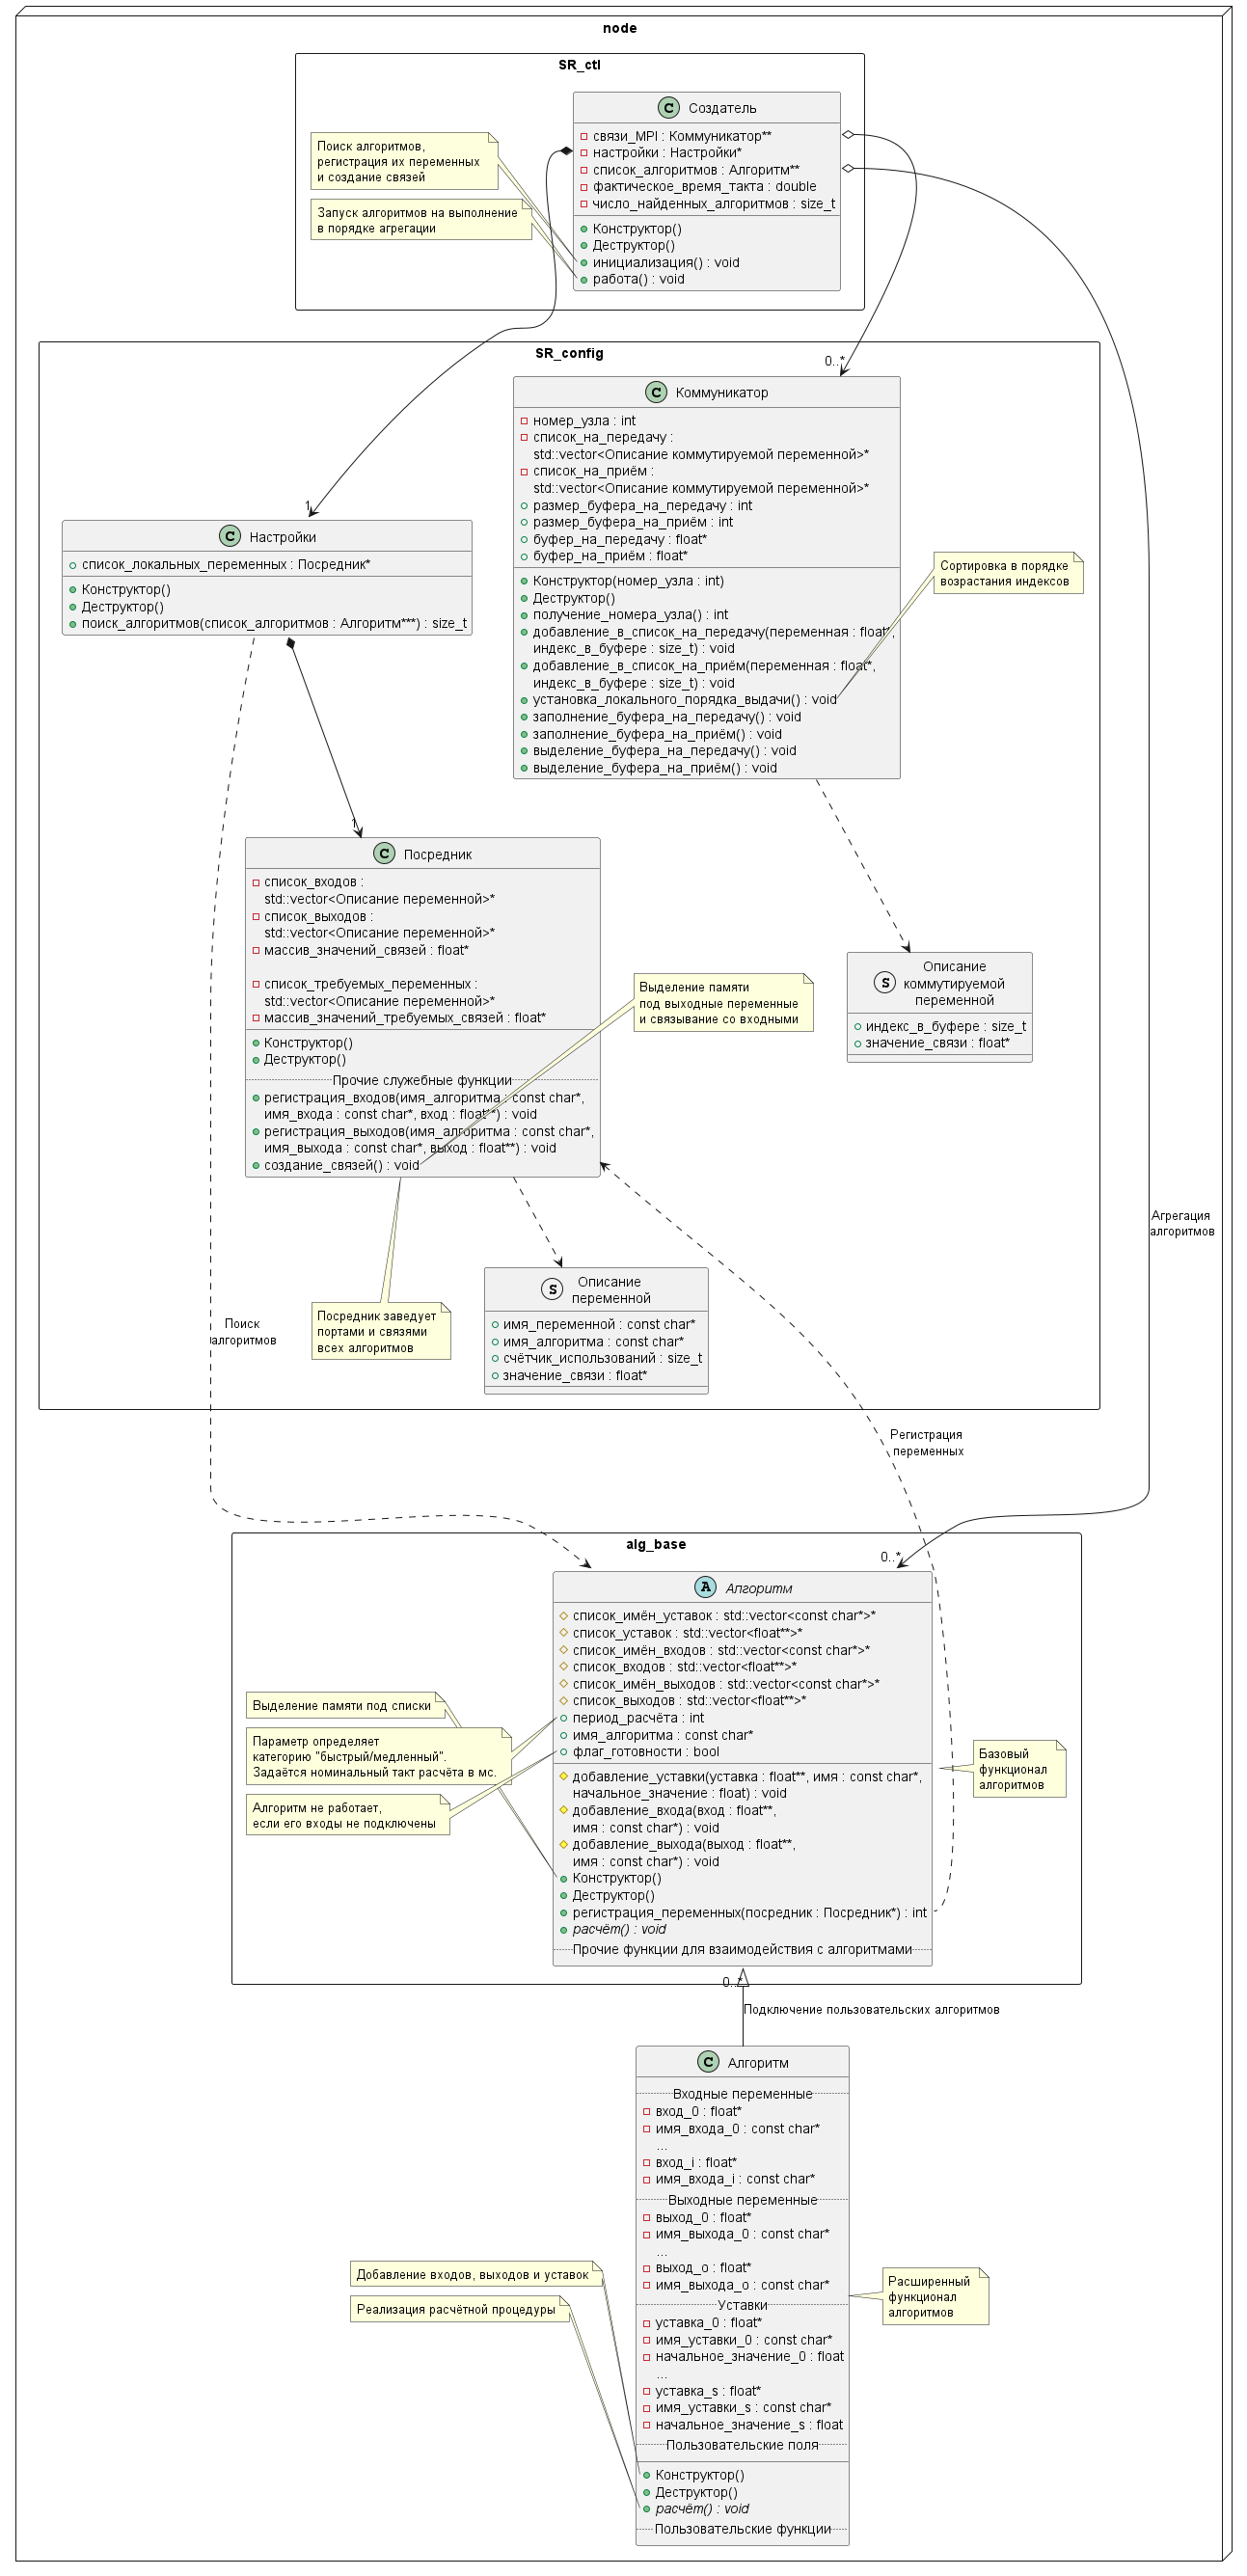 node
SR_ctl
Создатель
связи_MPI : Коммуникатор**
настройки : Настройки*
список_алгоритмов : Алгоритм**
фактическое_время_такта : double
число_найденных_алгоритмов : size_t
Конструктор()
Деструктор()
инициализация() : void
работа() : void
Поиск алгоритмов,
регистрация их переменных
и создание связей
Запуск алгоритмов на выполнение
в порядке агрегации
SR_config
0..*
Коммуникатор
номер_узла : int
список_на_передачу :
std::vector<Описание коммутируемой переменной>*
список_на_приём :
std::vector<Описание коммутируемой переменной>*
размер_буфера_на_передачу : int
размер_буфера_на_приём : int
буфер_на_передачу : float*
буфер_на_приём : float*
Конструктор(номер_узла : int)
Деструктор()
получение_номера_узла() : int
добавление_в_список_на_передачу(переменная : float*,
индекс_в_буфере : size_t) : void
добавление_в_список_на_приём(переменная : float*,
индекс_в_буфере : size_t) : void
установка_локального_порядка_выдачи() : void
заполнение_буфера_на_передачу() : void
заполнение_буфера_на_приём() : void
выделение_буфера_на_передачу() : void
выделение_буфера_на_приём() : void
Сортировка в порядке
возрастания индексов
1
Настройки
список_локальных_переменных : Посредник*
Конструктор()
Деструктор()
поиск_алгоритмов(список_алгоритмов : Алгоритм***) : size_t
1
Посредник
список_входов :
std::vector<Описание переменной>*
список_выходов :
std::vector<Описание переменной>*
массив_значений_связей : float*
список_требуемых_переменных :
std::vector<Описание переменной>*
массив_значений_требуемых_связей : float*
Конструктор()
Деструктор()
Прочие служебные функции
регистрация_входов(имя_алгоритма : const char*,
имя_входа : const char*, вход : float**) : void
регистрация_выходов(имя_алгоритма : const char*,
имя_выхода : const char*, выход : float**) : void
создание_связей() : void
Выделение памяти
под выходные переменные
и связывание со входными
Описание
коммутируемой
переменной
индекс_в_буфере : size_t
значение_связи : float*
Посредник заведует
портами и связями
всех алгоритмов
Описание
переменной
имя_переменной : const char*
имя_алгоритма : const char*
счётчик_использований : size_t
значение_связи : float*
Агрегация
алгоритмов
Поиск
алгоритмов
Регистрация
переменных
alg_base
0..*
Алгоритм
список_имён_уставок : std::vector<const char*>*
список_уставок : std::vector<float**>*
список_имён_входов : std::vector<const char*>*
список_входов : std::vector<float**>*
список_имён_выходов : std::vector<const char*>*
список_выходов : std::vector<float**>*
период_расчёта : int
имя_алгоритма : const char*
флаг_готовности : bool
добавление_уставки(уставка : float**, имя : const char*,
начальное_значение : float) : void
добавление_входа(вход : float**,
имя : const char*) : void
добавление_выхода(выход : float**,
имя : const char*) : void
Конструктор()
Деструктор()
регистрация_переменных(посредник : Посредник*) : int
расчёт() : void
Прочие функции для взаимодействия с алгоритмами
Выделение памяти под списки
Параметр определяет
категорию "быстрый/медленный".
Задаётся номинальный такт расчёта в мс.
Алгоритм не работает,
если его входы не подключены
Базовый
функционал
алгоритмов
0..*
Подключение пользовательских алгоритмов
Алгоритм
Входные переменные
вход_0 : float*
имя_входа_0 : const char*
...
вход_i : float*
имя_входа_i : const char*
Выходные переменные
выход_0 : float*
имя_выхода_0 : const char*
...
выход_o : float*
имя_выхода_o : const char*
Уставки
уставка_0 : float*
имя_уставки_0 : const char*
начальное_значение_0 : float
...
уставка_s : float*
имя_уставки_s : const char*
начальное_значение_s : float
Пользовательские поля
Конструктор()
Деструктор()
расчёт() : void
Пользовательские функции
Добавление входов, выходов и уставок
Реализация расчётной процедуры
Расширенный
функционал
алгоритмов